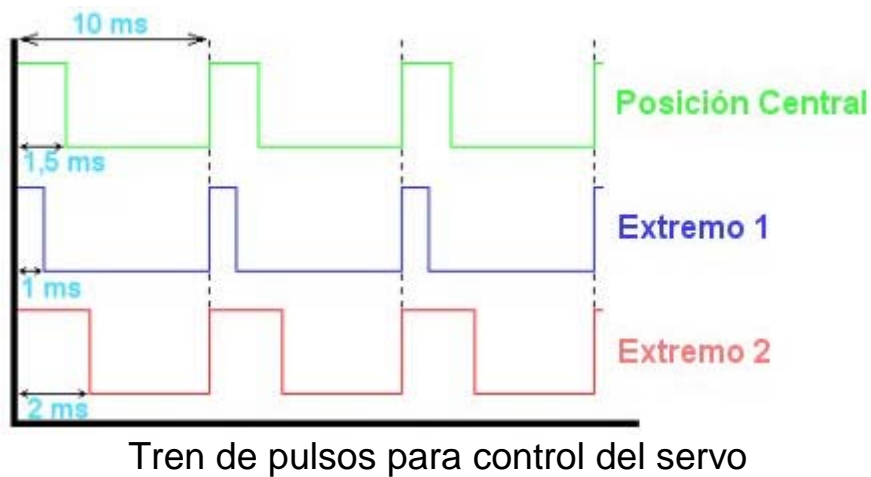 10 ms
Posición Central
1,5 ms
Extremo 1
1 ms
Extremo 2
2 ms
Tren de pulsos para control del servo